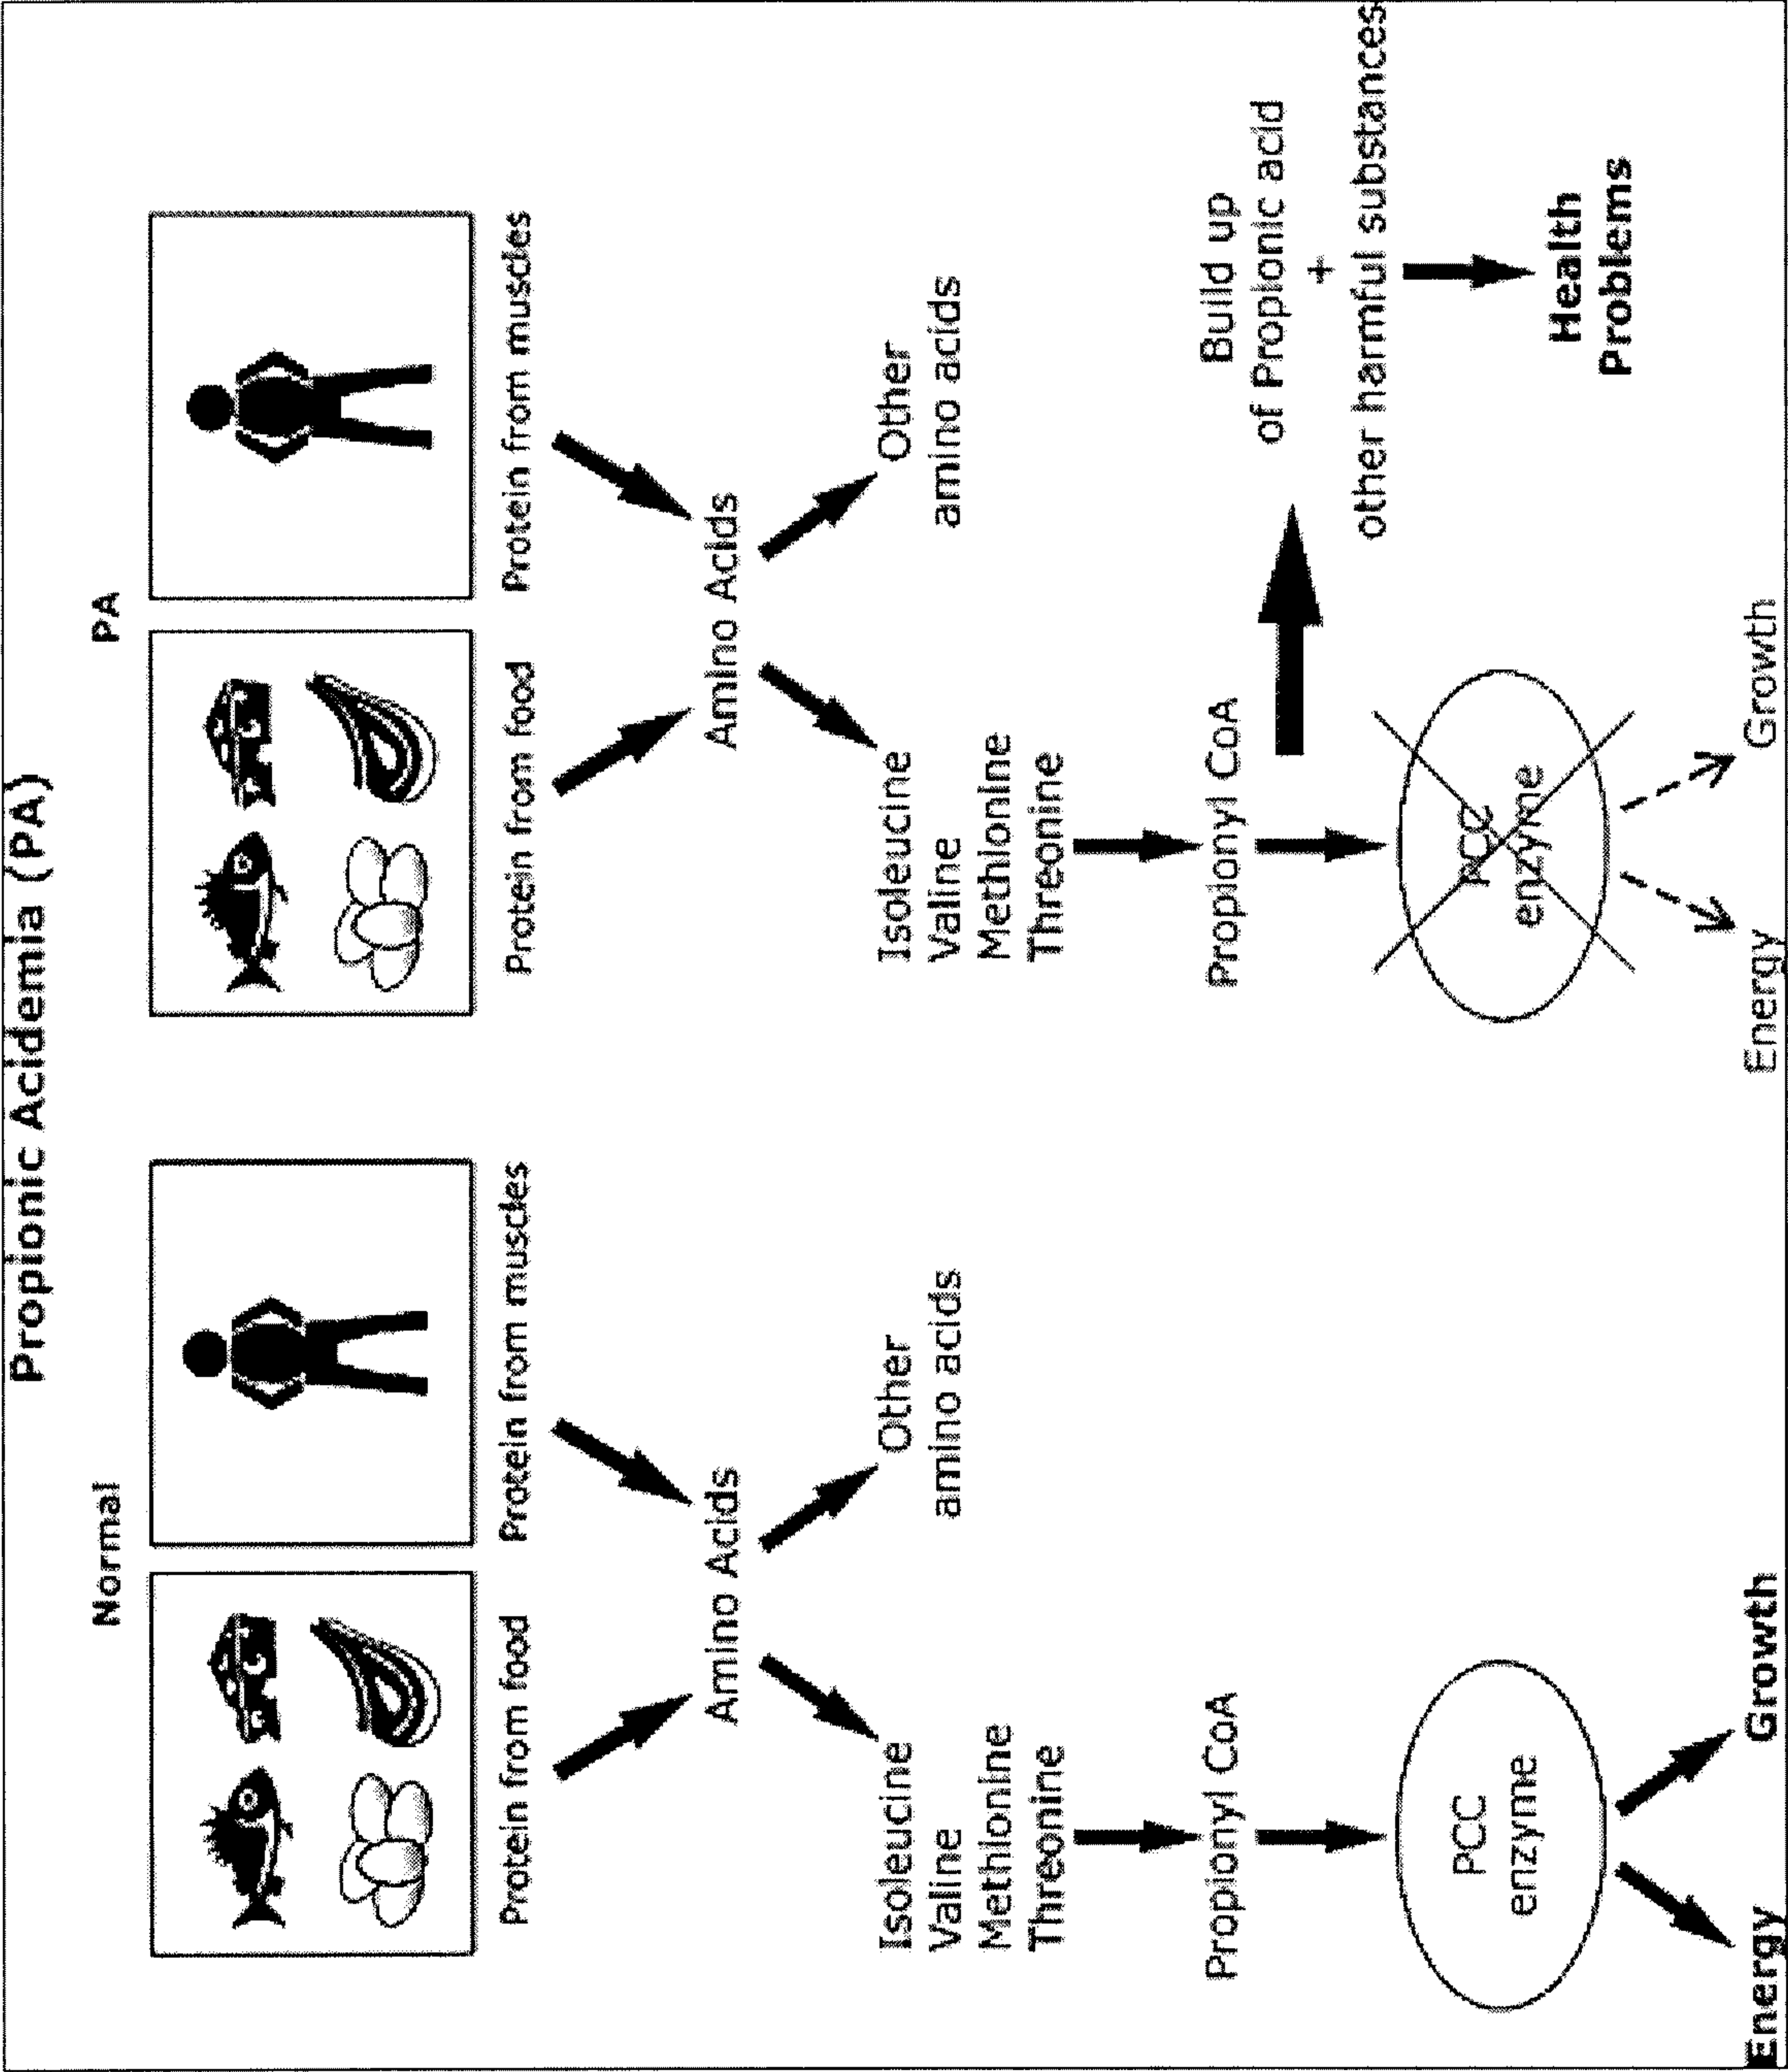 Propionic Acidemia (PA)
Normal
Protein from food
Protein from muscles
Amino Acids
Isoleucine
Valine
Methionine
Threonine
Other
amino acids
Propionyl CoA
PCC
enzyme
Energy
Growth
PA
Protein from food
Protein from muscles
Amino Acids
Isoleucine
Valine
Methionine
Threonine
Other
amino acids
Propionyl CoA
Build up
of Propionic acid
+
other harmful substances
Health
Problems
PCC
enzyme
Energy
Growth